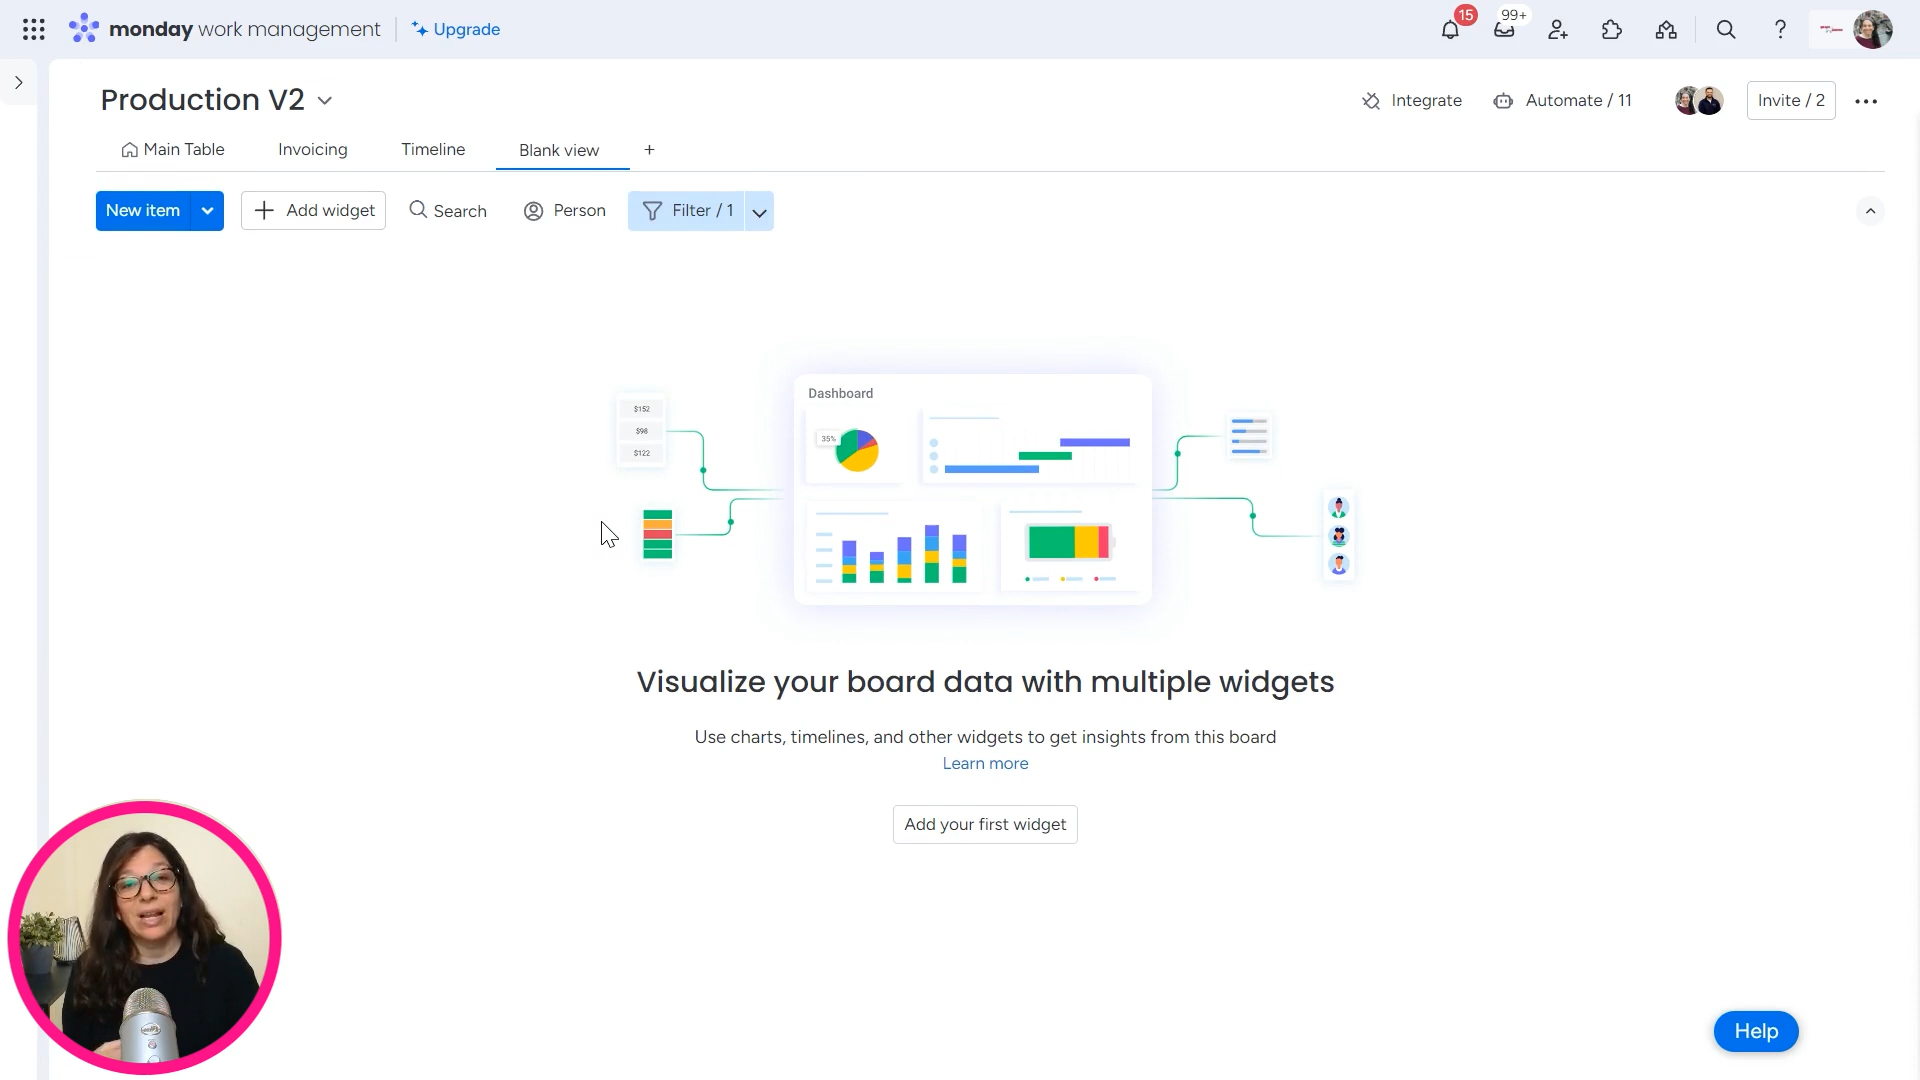 monday work management
Upgrade
15
99+
Production V2
Integrate
Automate / 11
Invite / 2
Main Table
Invoicing
Timeline
Blank view
New item
Add widget
Search
Person
Filter / 1
Dashboard
$152
$98
$122
35%
Visualize your board data with multiple widgets
Use charts, timelines, and other widgets to get insights from this board
Learn more
Add your first widget
Help